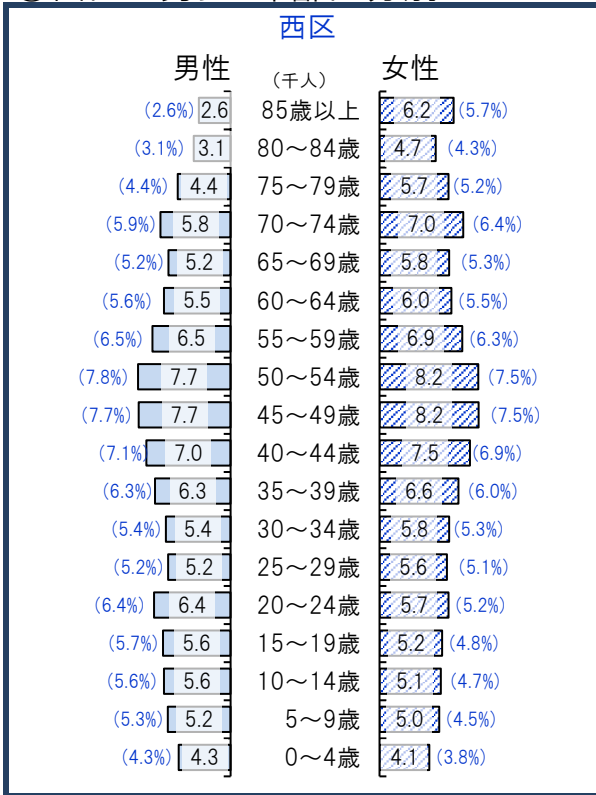 西区
男性 (千人) 女性
(2.6%) 2.6 85歳以上 6.2 (5.7%)
(3.1%) 3.1 80～84歳 4.7 (4.3%)
(4.4%) 4.4 75～79歳 5.7 (5.2%)
(5.9%) 5.8 70～74歳 7.0 (6.4%)
(5.2%) 5.2 65～69歳 5.8 (5.3%)
(5.6%) 5.5 60～64歳 6.0 (5.5%)
(6.5%) 6.5 55～59歳 6.9 (6.3%)
(7.8%) 7.7 50～54歳 8.2 (7.5%)
(7.7%) 7.7 45～49歳 8.2 (7.5%)
(7.1%) 7.0 40～44歳 7.5 (6.9%)
(6.3%) 6.3 35～39歳 6.6 (6.0%)
(5.4%) 5.4 30～34歳 5.8 (5.3%)
(5.2%) 5.2 25～29歳 5.6 (5.1%)
(6.4%) 6.4 20～24歳 5.7 (5.2%)
(5.7%) 5.6 15～19歳 5.2 (4.8%)
(5.6%) 5.6 10～14歳 5.1 (4.7%)
(5.3%) 5.2 5～9歳 5.0 (4.5%)
(4.3%) 4.3 0～4歳 4.1 (3.8%)